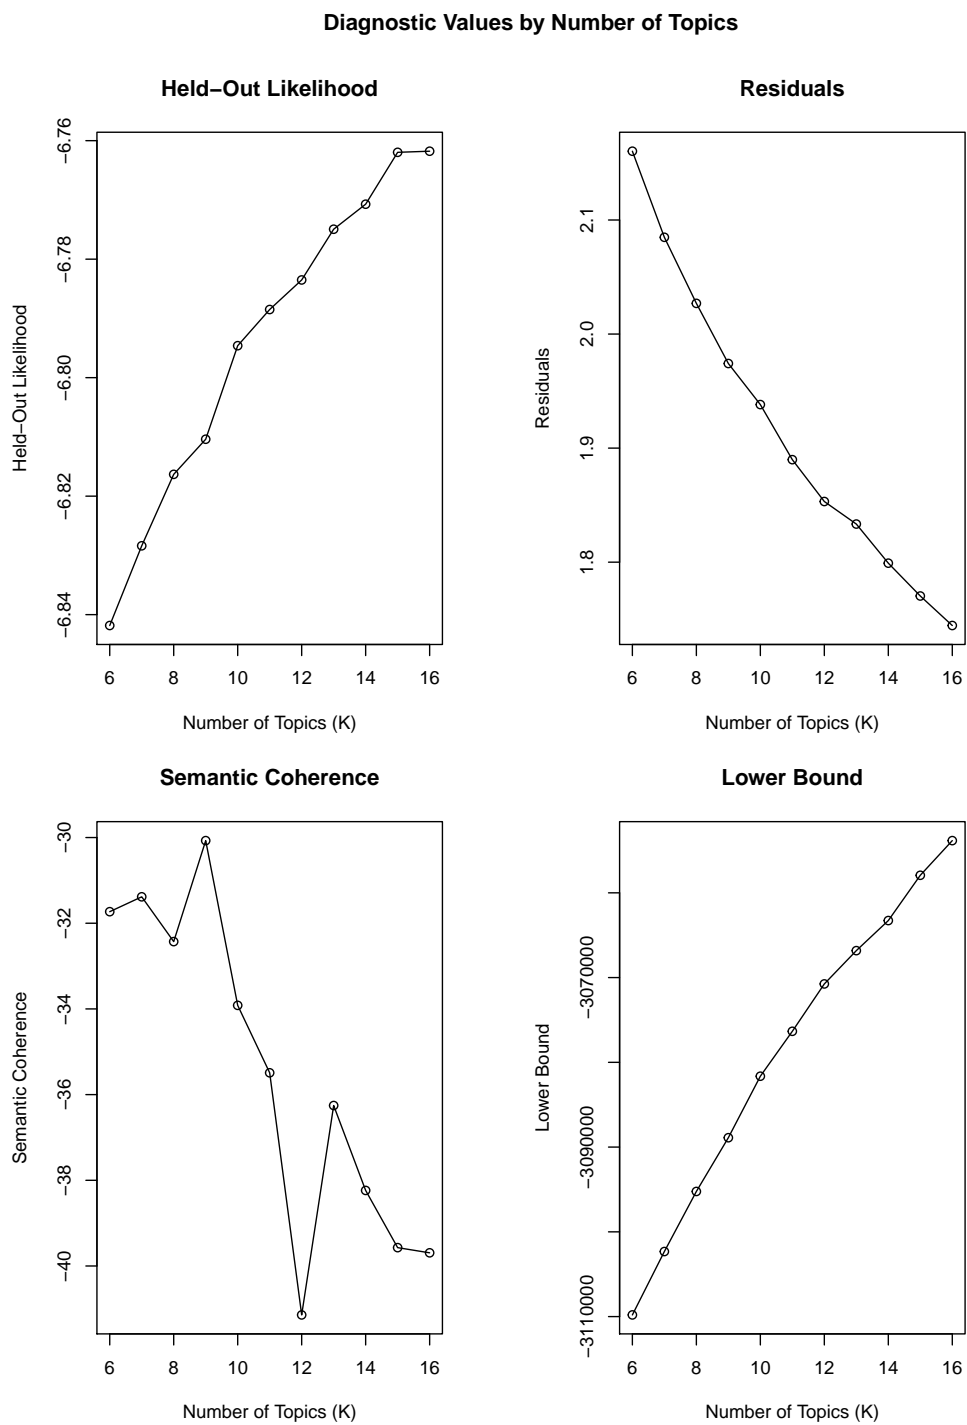 Diagnostic Values by Number of Topics
Held−Out Likelihood
Held−Out Likelihood
−6.76
−6.78
−6.80
−6.82
−6.84
6 8 10 12 14 16
Number of Topics (K)
Residuals
Residuals
2.1
2.0
1.9
1.8
6 8 10 12 14 16
Number of Topics (K)
Semantic Coherence
Semantic Coherence
−30
−32
−34
−36
−38
−40
6 8 10 12 14 16
Number of Topics (K)
Lower Bound
Lower Bound
−3070000
−3090000
−3110000
6 8 10 12 14 16
Number of Topics (K)